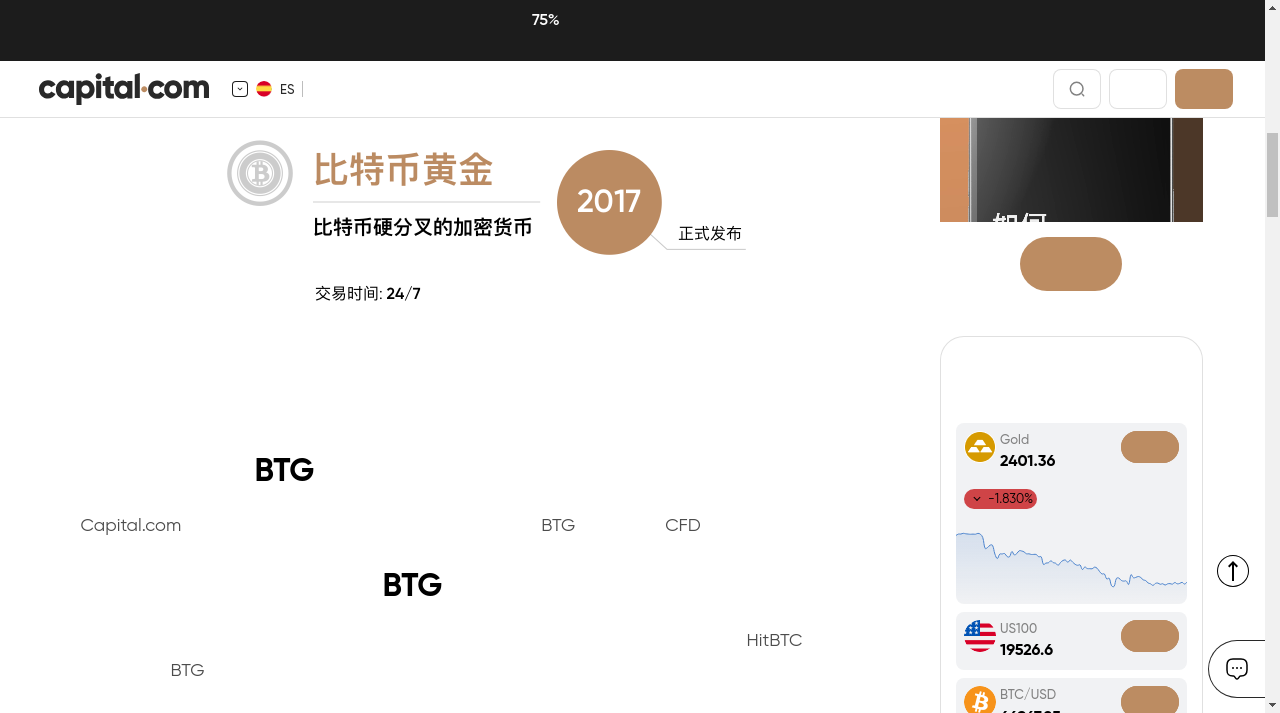 75%
capital.com
ES
比特币黄金
2017
比特币硬分叉的加密货币
正式发布
交易时间: 24/7
BTG
Capital.com BTG CFD
BTG
HitBTC
BTG
如何
Gold
2401.36
-1.830%
US100
19526.6
BTC/USD